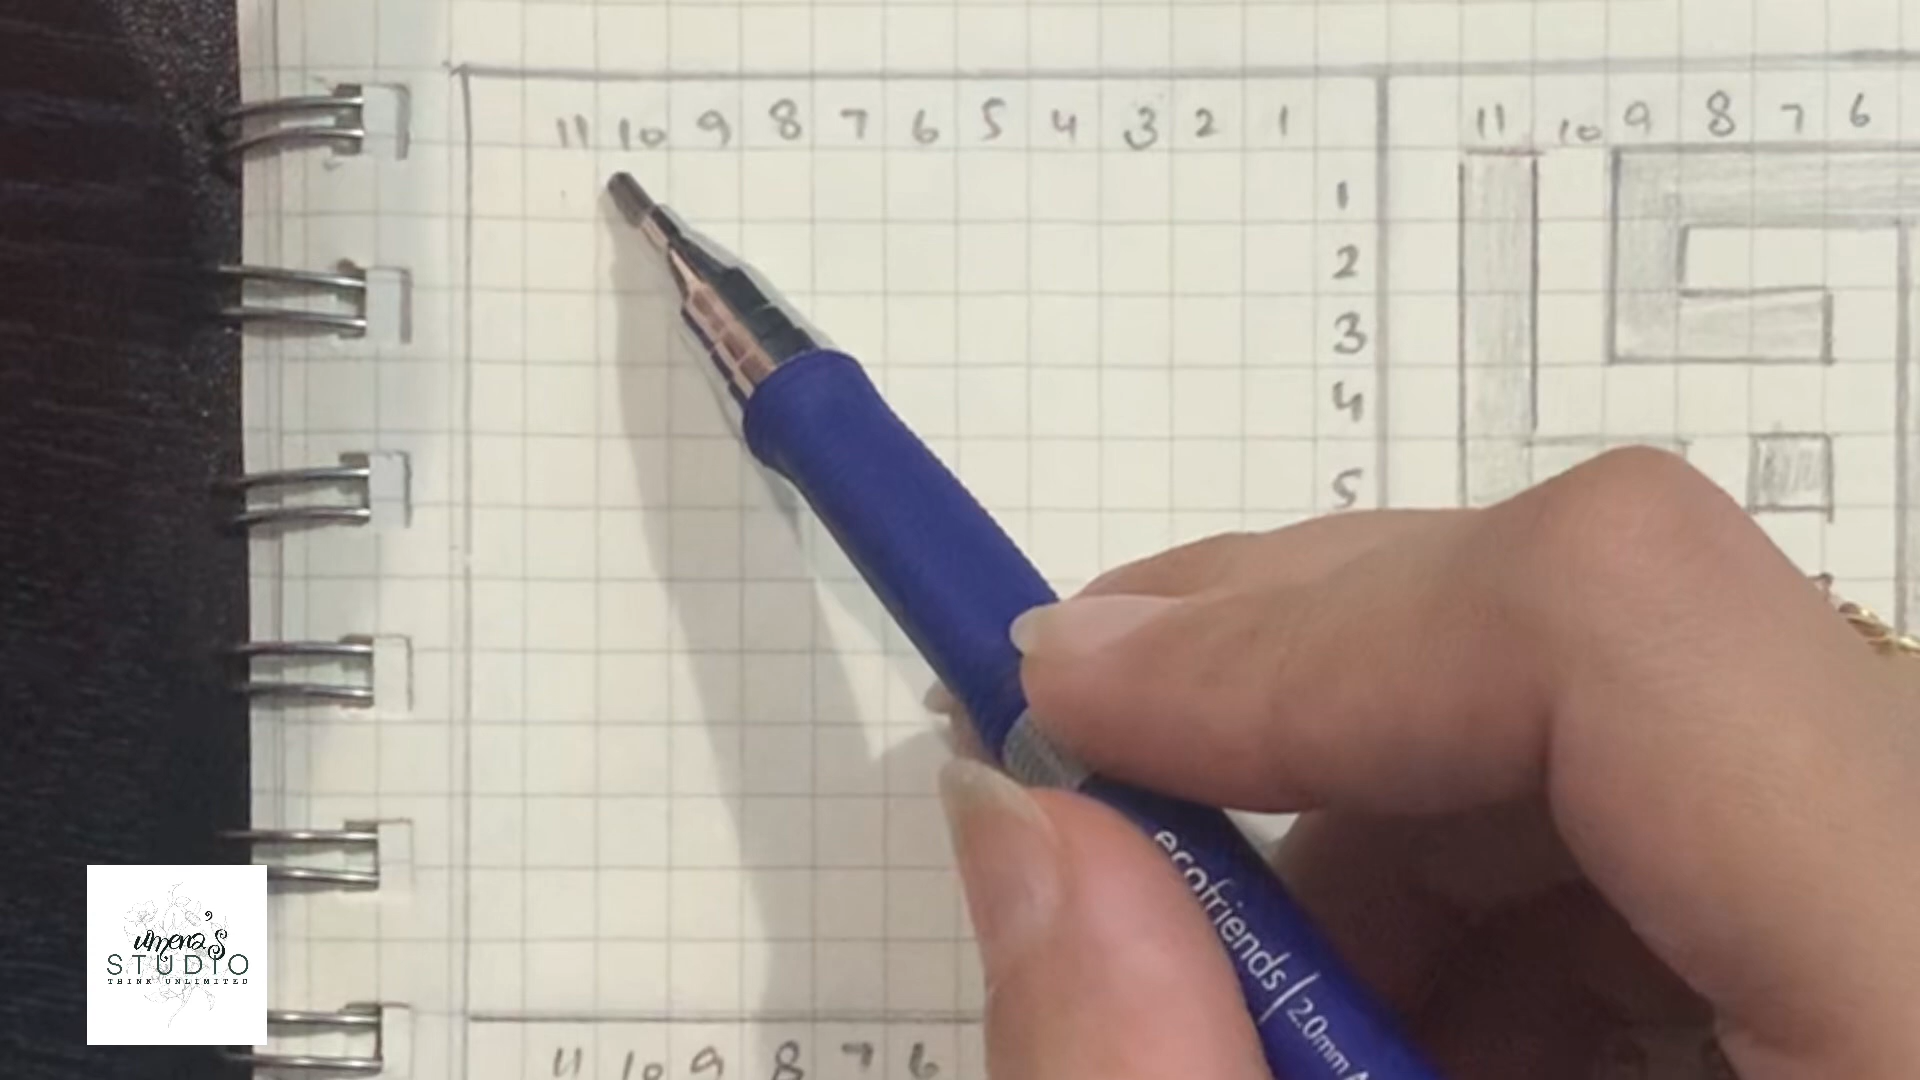 11 10 9 8 7 6 5 4 3 2 1
11 10 9 8 7 6
1
2
3
4
5
ecofriends | 2.0mm
umena's
STUDIO
THINK UNLIMITED
11 10 9 8 7 6